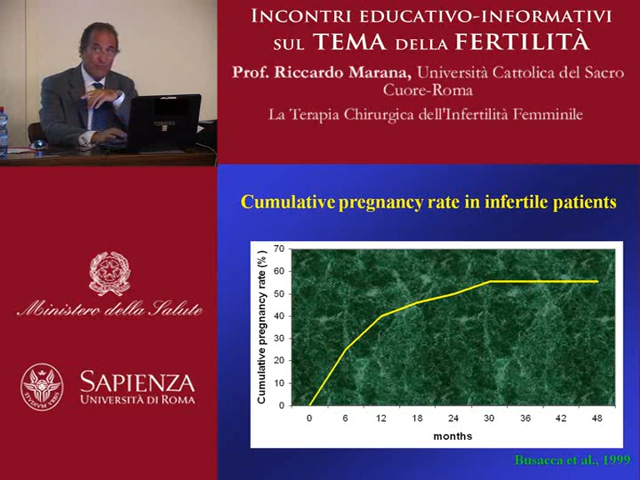 INCONTRI EDUCATIVO-INFORMATIVI
SUL TEMA DELLA FERTILITÀ
Prof. Riccardo Marana, Università Cattolica del Sacro
Cuore-Roma
La Terapia Chirurgica dell'Infertilità Femminile
Ministero della Salute
SAPIENZA
UNIVERSITÀ DI ROMA
Cumulative pregnancy rate in infertile patients
Cumulative pregnancy rate (%)
70
60
50
40
30
20
10
0
0 6 12 18 24 30 36 42 48
months
Busacca et al., 1999